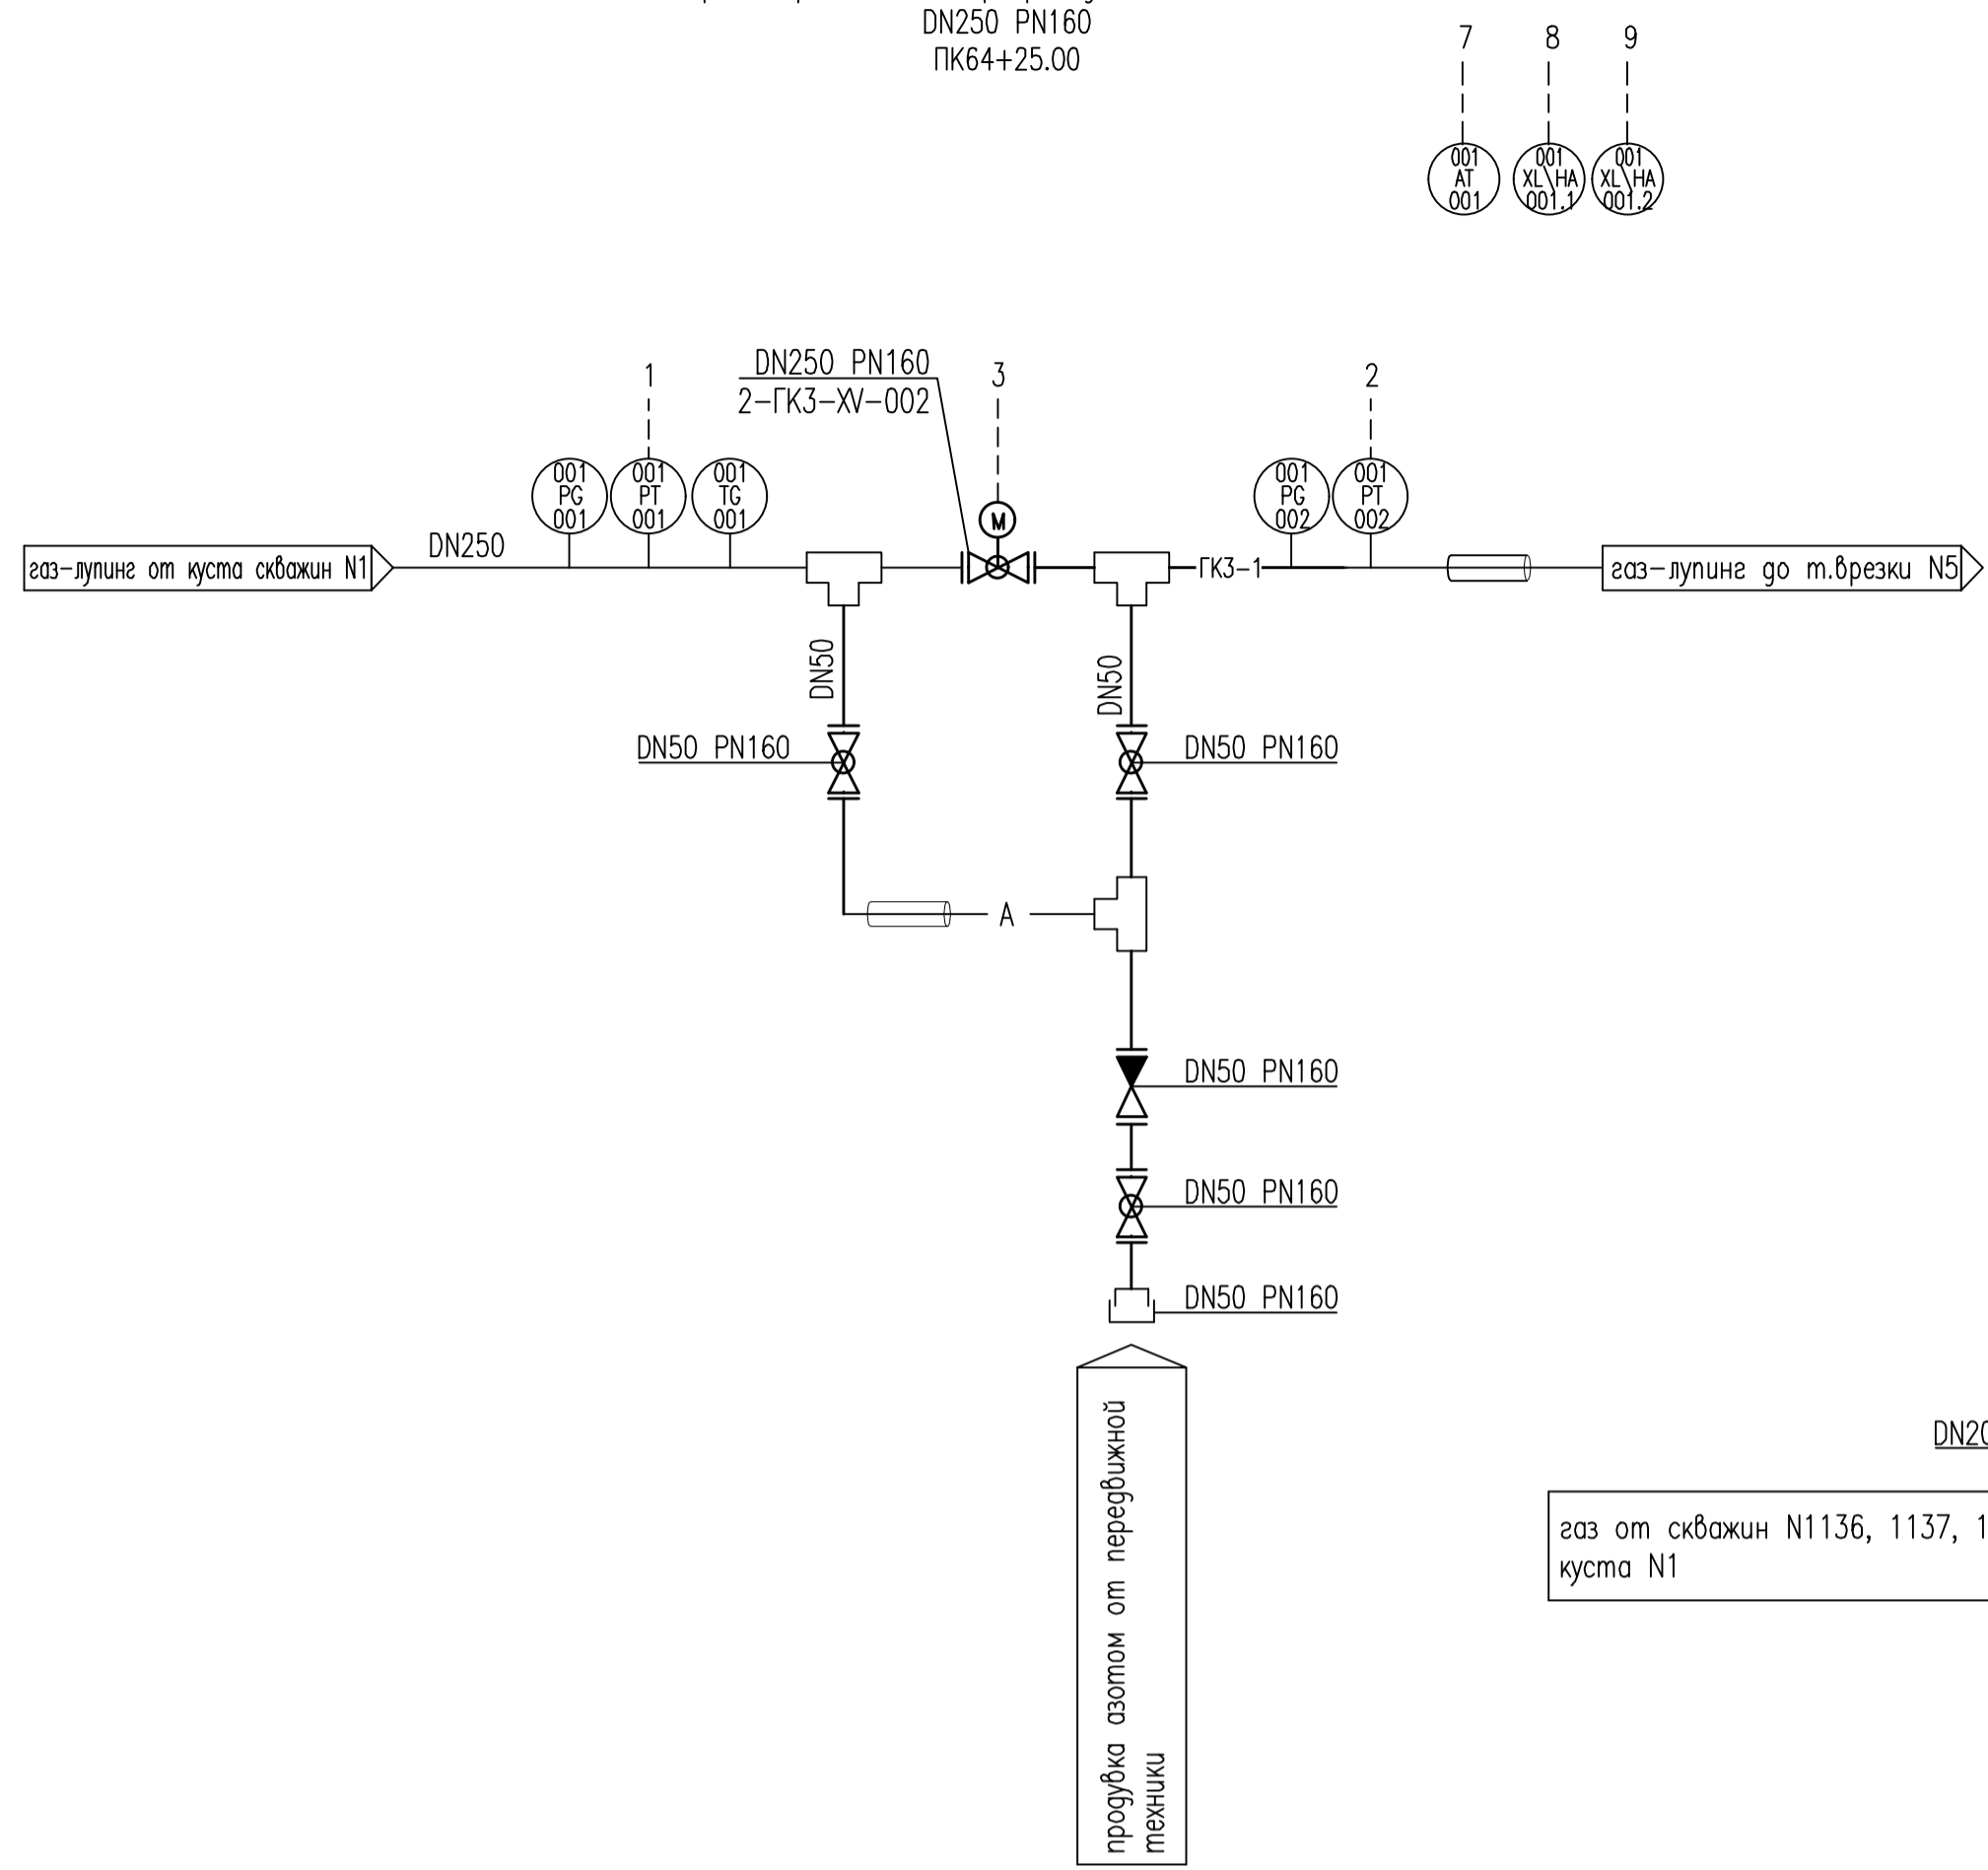 DN250 PN160
ПК64+25.00
7
8
9
001
AT
001
001
XL\HA
001.1
001
XL\HA
001.2
DN250 PN160
2-ГК3-XV-002
1
3
2
001
PG
001
001
PT
001
001
TG
001
M
001
PG
002
001
PT
002
газ-лупинг от куста скважин N1
DN250
ГК3-1
газ-лупинг до т.врезки N5
DN50
DN50
DN50 PN160
DN50 PN160
A
DN50 PN160
DN50 PN160
DN50 PN160
продувка азотом от передвижной
техники
DN20
газ от скважин N1136, 1137, 1
куста N1